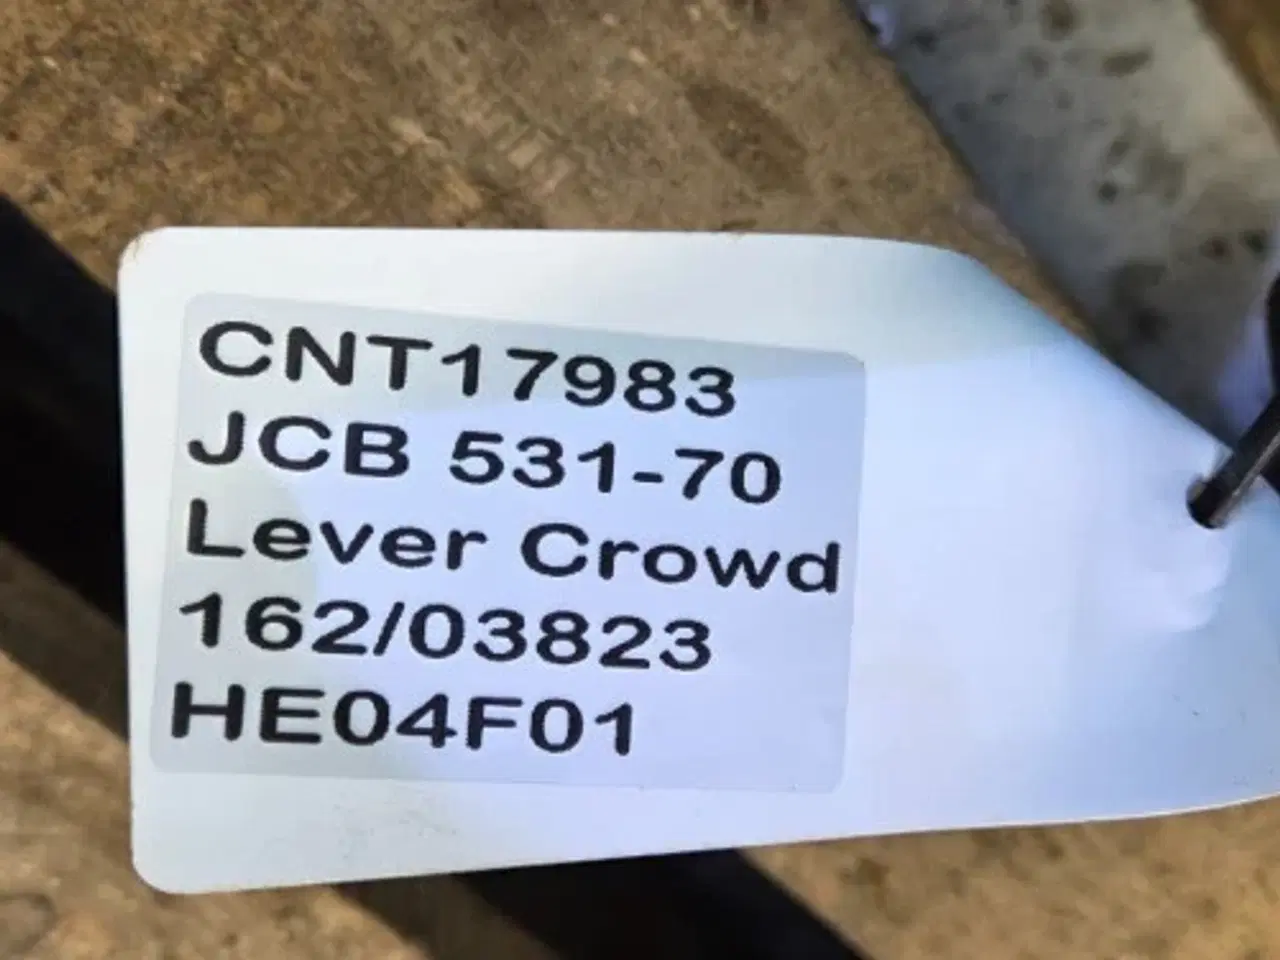 CNT17983
JCB 531-70
Lever Crowd
162/03823
HE04F01